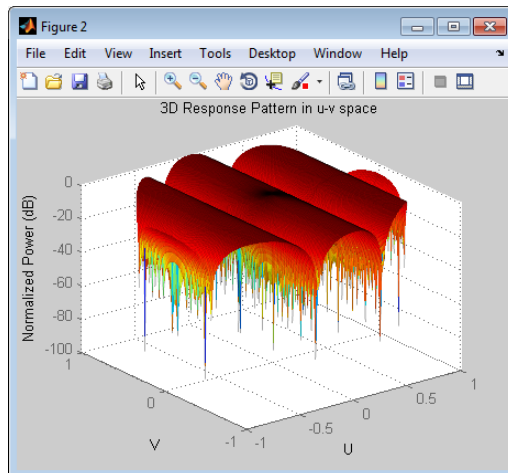 Figure 2
File Edit View Insert Tools Desktop Window Help
3D Response Pattern in u-v space
Normalized Power (dB)
0
-20
-40
-60
-80
-100
1
0
-1
V
-1
-0.5
0
0.5
1
U